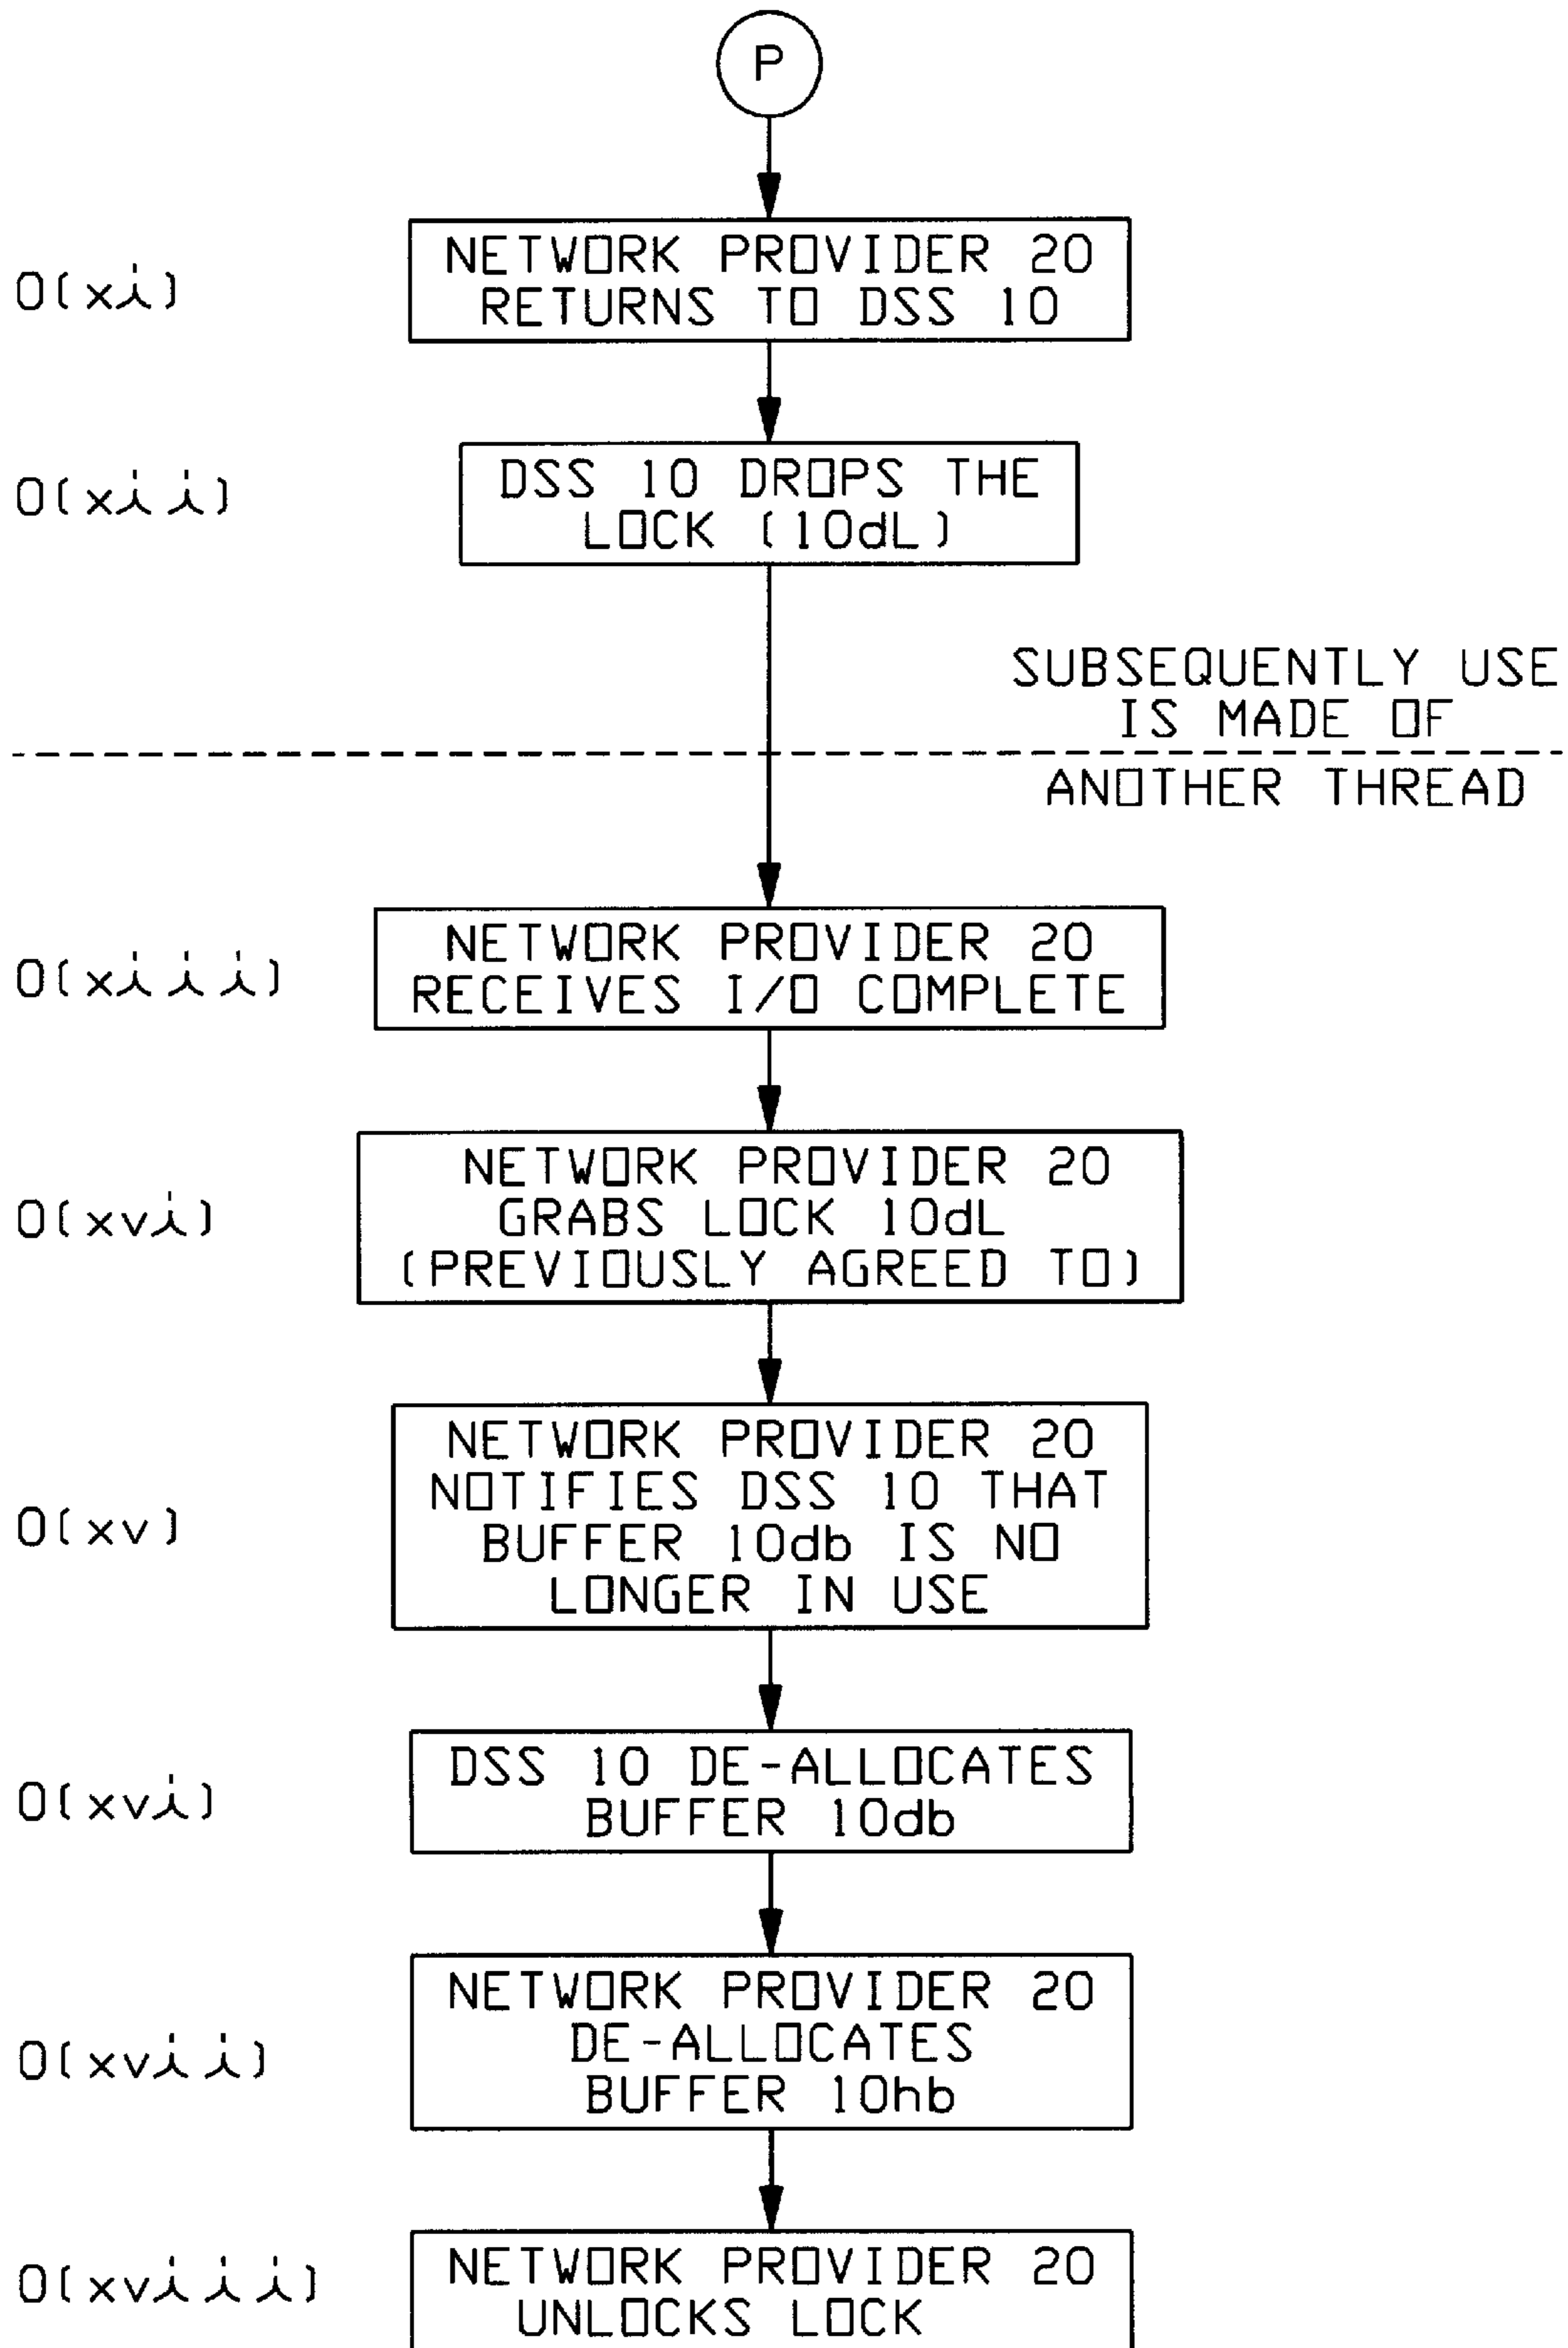 P
O(xi)
NETWORK PROVIDER 20
RETURNS TO DSS 10
O(xii)
DSS 10 DROPS THE
LOCK (10dL)
SUBSEQUENTLY USE
IS MADE OF
ANOTHER THREAD
O(xiii)
NETWORK PROVIDER 20
RECEIVES I/O COMPLETE
O(xvi)
NETWORK PROVIDER 20
GRABS LOCK 10dL
(PREVIOUSLY AGREED TO)
O(xv)
NETWORK PROVIDER 20
NOTIFIES DSS 10 THAT
BUFFER 10db IS NO
LONGER IN USE
O(xvi)
DSS 10 DE-ALLOCATES
BUFFER 10db
O(xvii)
NETWORK PROVIDER 20
DE-ALLOCATES
BUFFER 10hb
O(xviii)
NETWORK PROVIDER 20
UNLOCKS LOCK